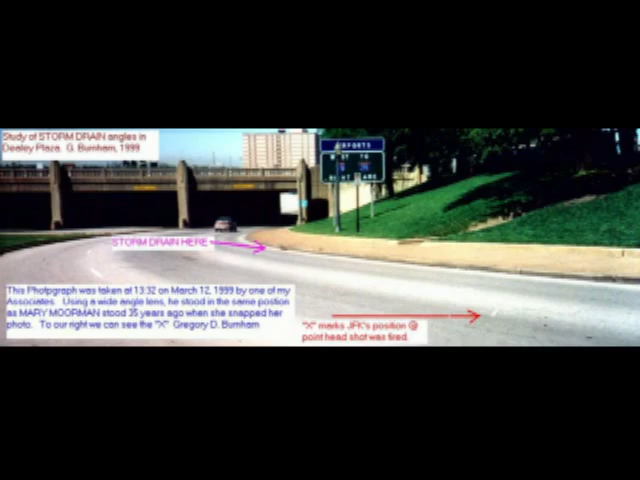 Study of STORM DRAIN angles in
Dealey Plaza. G. Burnham, 1999
AIRPORTS
STORM DRAIN HERE
This Photpgraph was taken at 13:32 on March 12, 1999 by one of my
Associates. Using a wide angle lens, he stood in the same postion
as MARY MOORMAN stood 35 years ago when she snapped her
photo. To our right we can see the "X" Gregory D. Burnham
"X" marks JFK's position @
point head shot was fired.